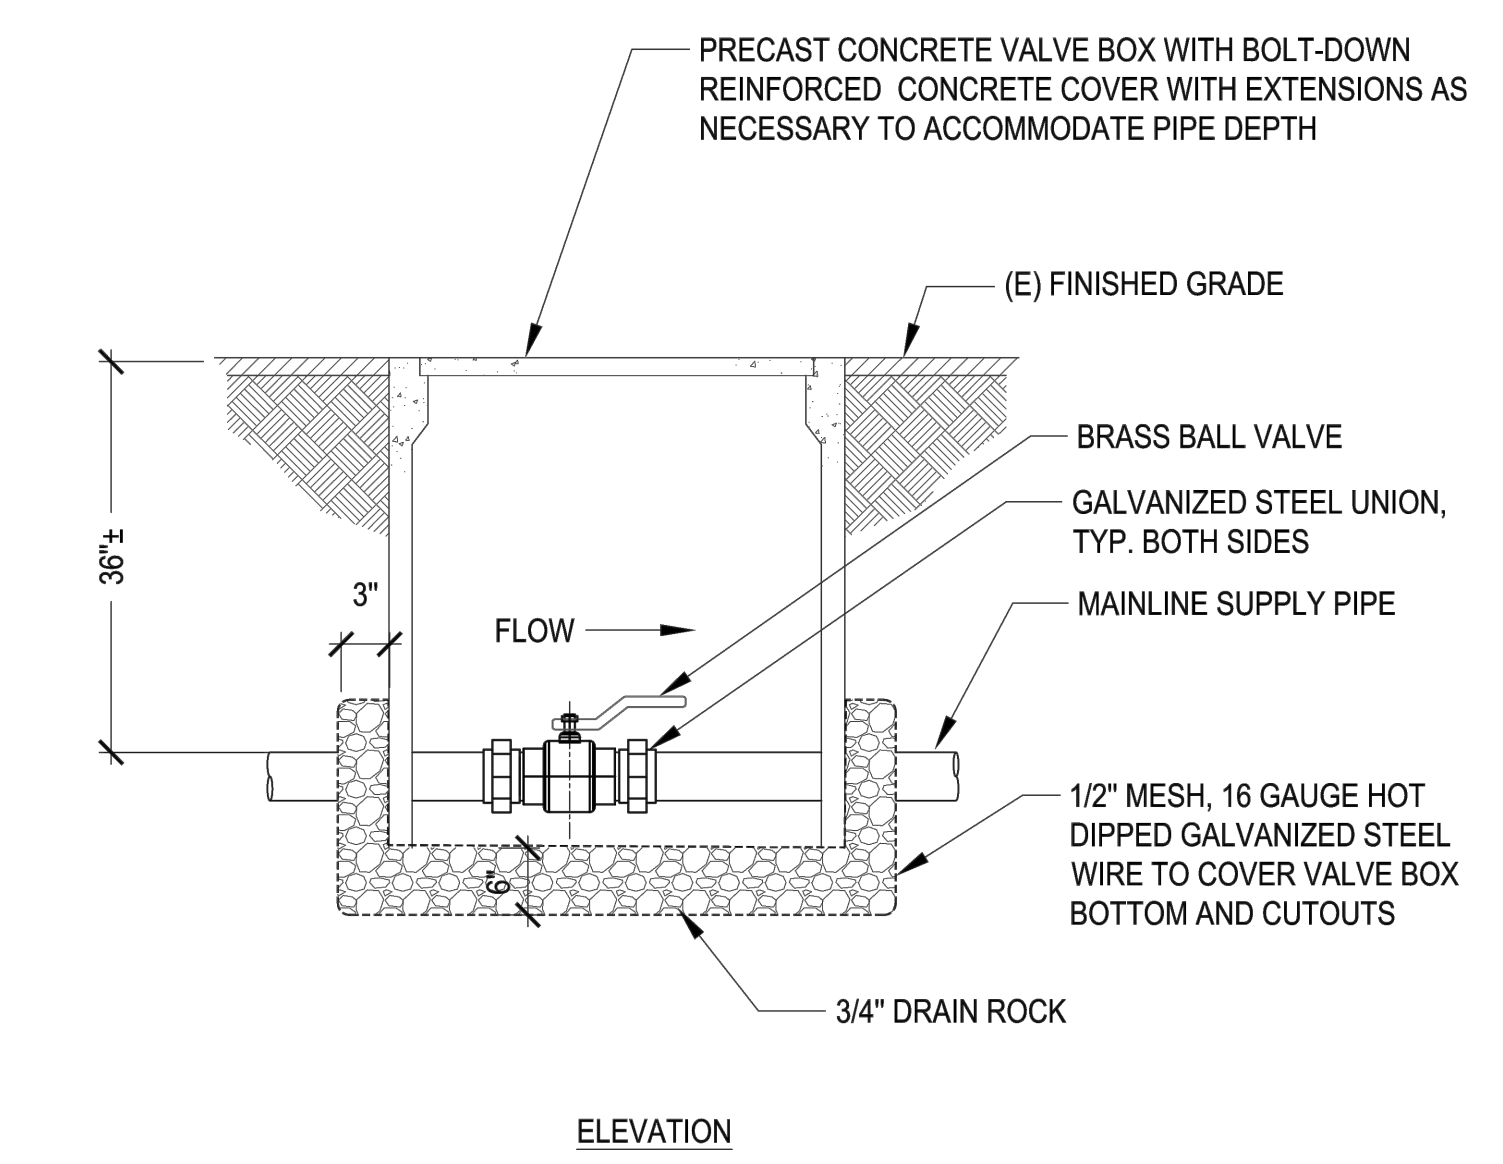 PRECAST CONCRETE VALVE BOX WITH BOLT-DOWN
REINFORCED CONCRETE COVER WITH EXTENSIONS AS
NECESSARY TO ACCOMMODATE PIPE DEPTH
(E) FINISHED GRADE
BRASS BALL VALVE
GALVANIZED STEEL UNION,
TYP. BOTH SIDES
36"±
3"
FLOW
MAINLINE SUPPLY PIPE
1/2" MESH, 16 GAUGE HOT
DIPPED GALVANIZED STEEL
WIRE TO COVER VALVE BOX
BOTTOM AND CUTOUTS
6"
3/4" DRAIN ROCK
ELEVATION